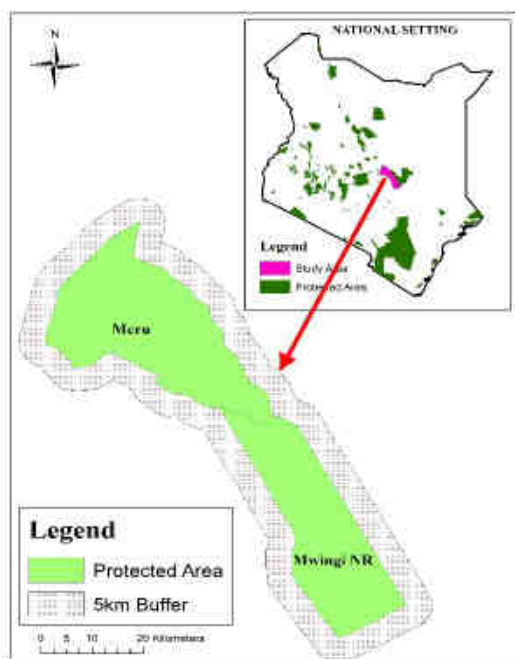 N
NATIONAL SETTING
Legend
Study Area
Protected Area
Meru
Mwingi NR
Legend
Protected Area
5km Buffer
0 5 10 20 Kilometers